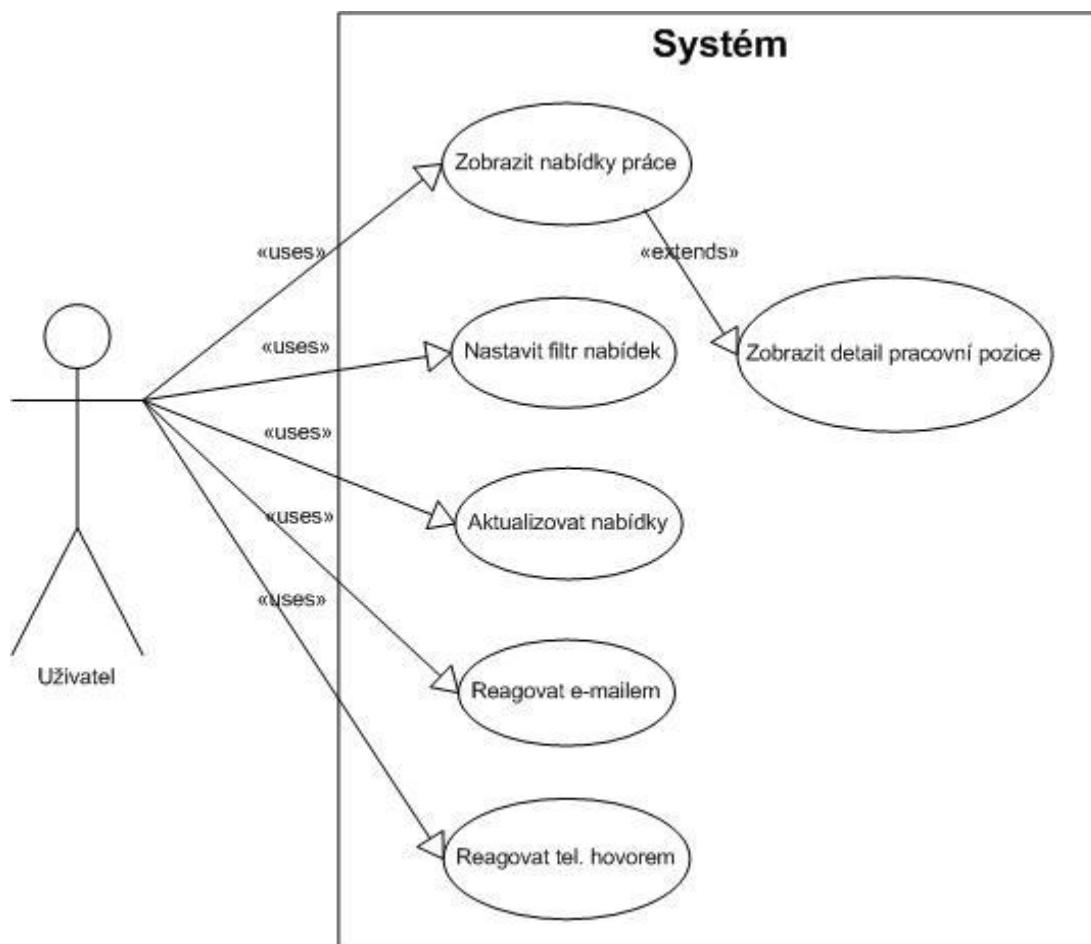 Systém
Zobrazit nabídky práce
«uses»
«extends»
«uses»
Nastavit filtr nabídek
Zobrazit detail pracovní pozice
«uses»
Aktualizovat nabídky
«uses»
«uses»
Uživatel
Reagovat e-mailem
Reagovat tel. hovorem